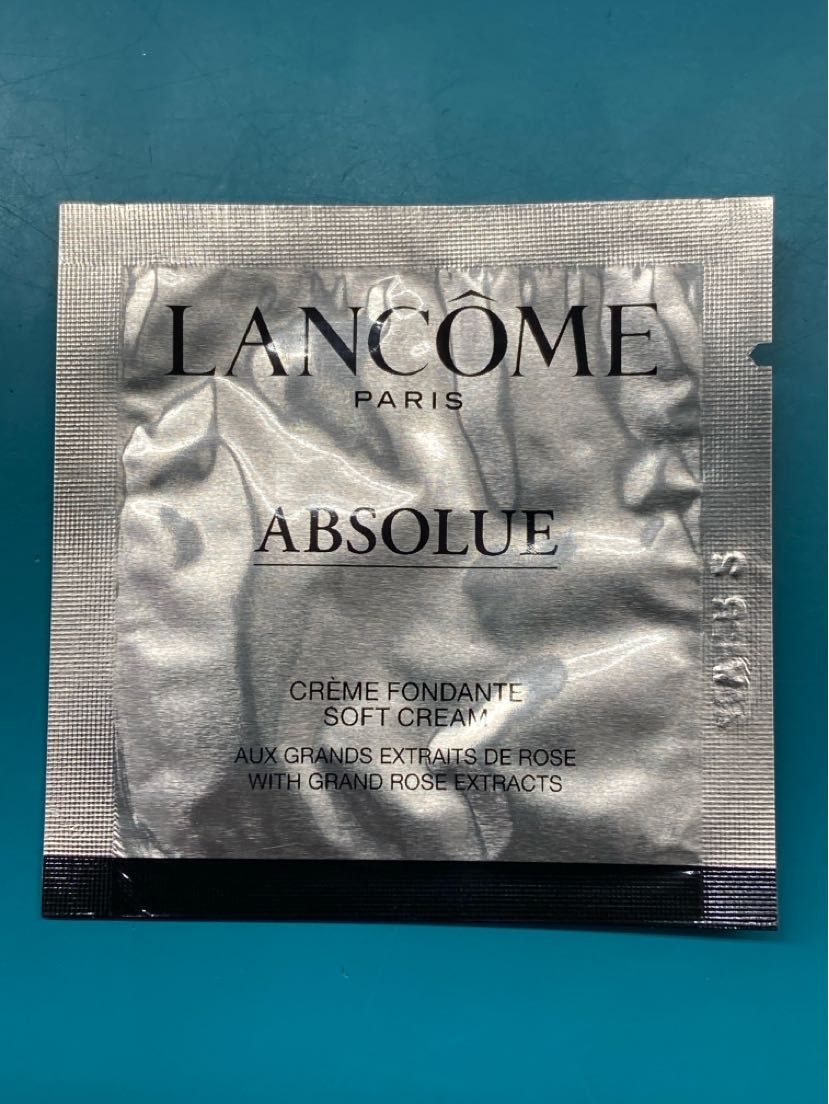 LANCÔME
PARIS
ABSOLUE
CRÈME FONDANTE
SOFT CREAM
AUX GRANDS EXTRAITS DE ROSE
WITH GRAND ROSE EXTRACTS